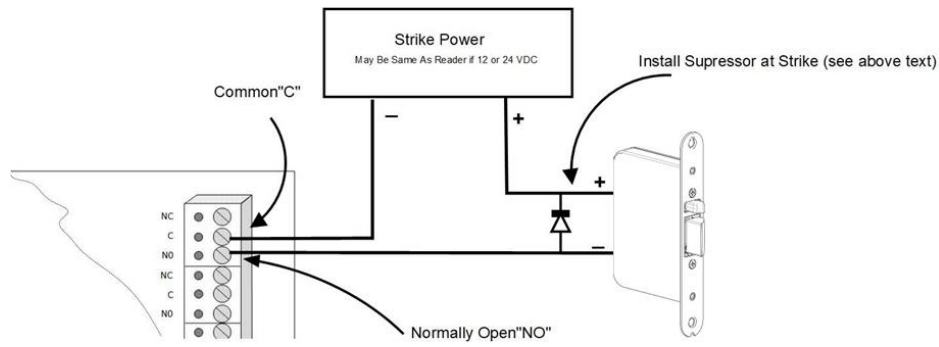 Strike Power
May Be Same As Reader if 12 or 24 VDC
Install Supressor at Strike (see above text)
Common"C"
−
+
+
−
NC
C
NO
NC
C
NO
Normally Open"NO"